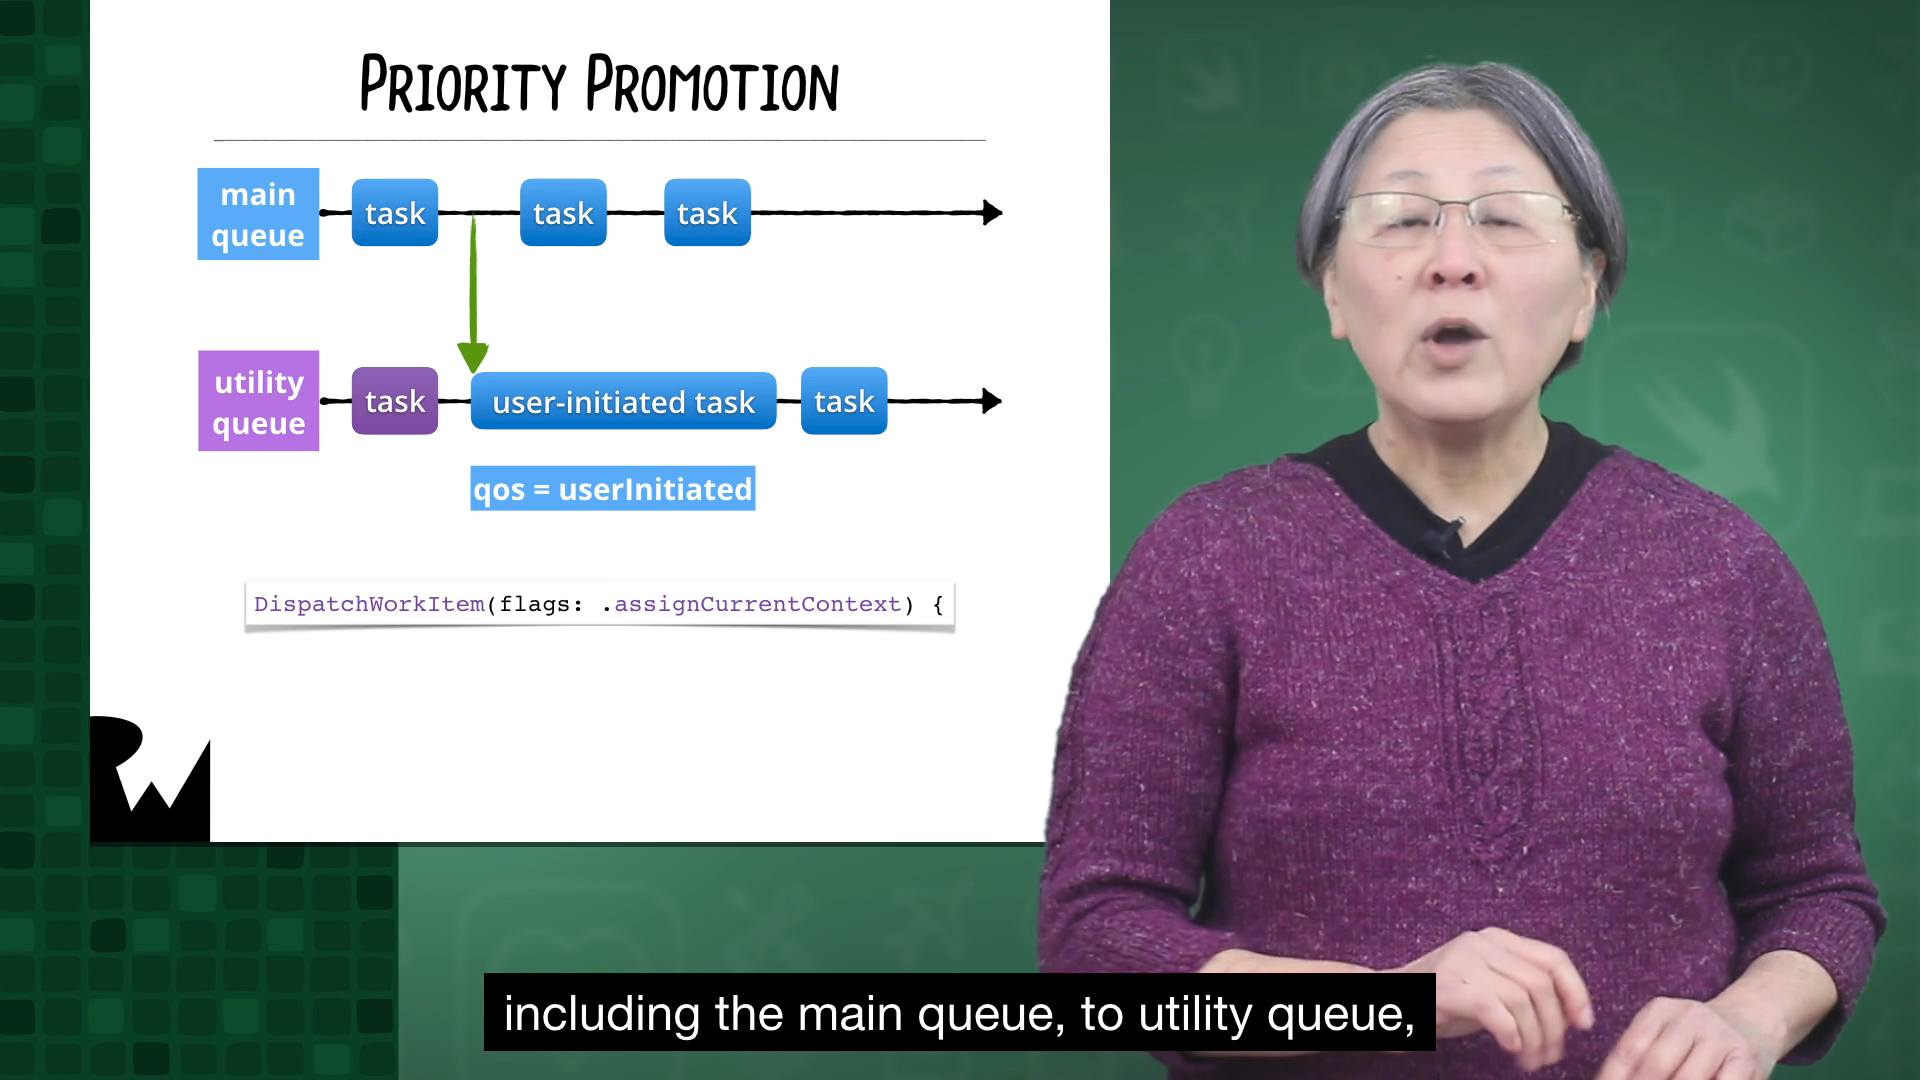 PRIORITY PROMOTION
main
queue
task
task
task
utility
queue
task
user-initiated task
task
qos = userInitiated
DispatchWorkItem(flags: .assignCurrentContext) {
RW
including the main queue, to utility queue,